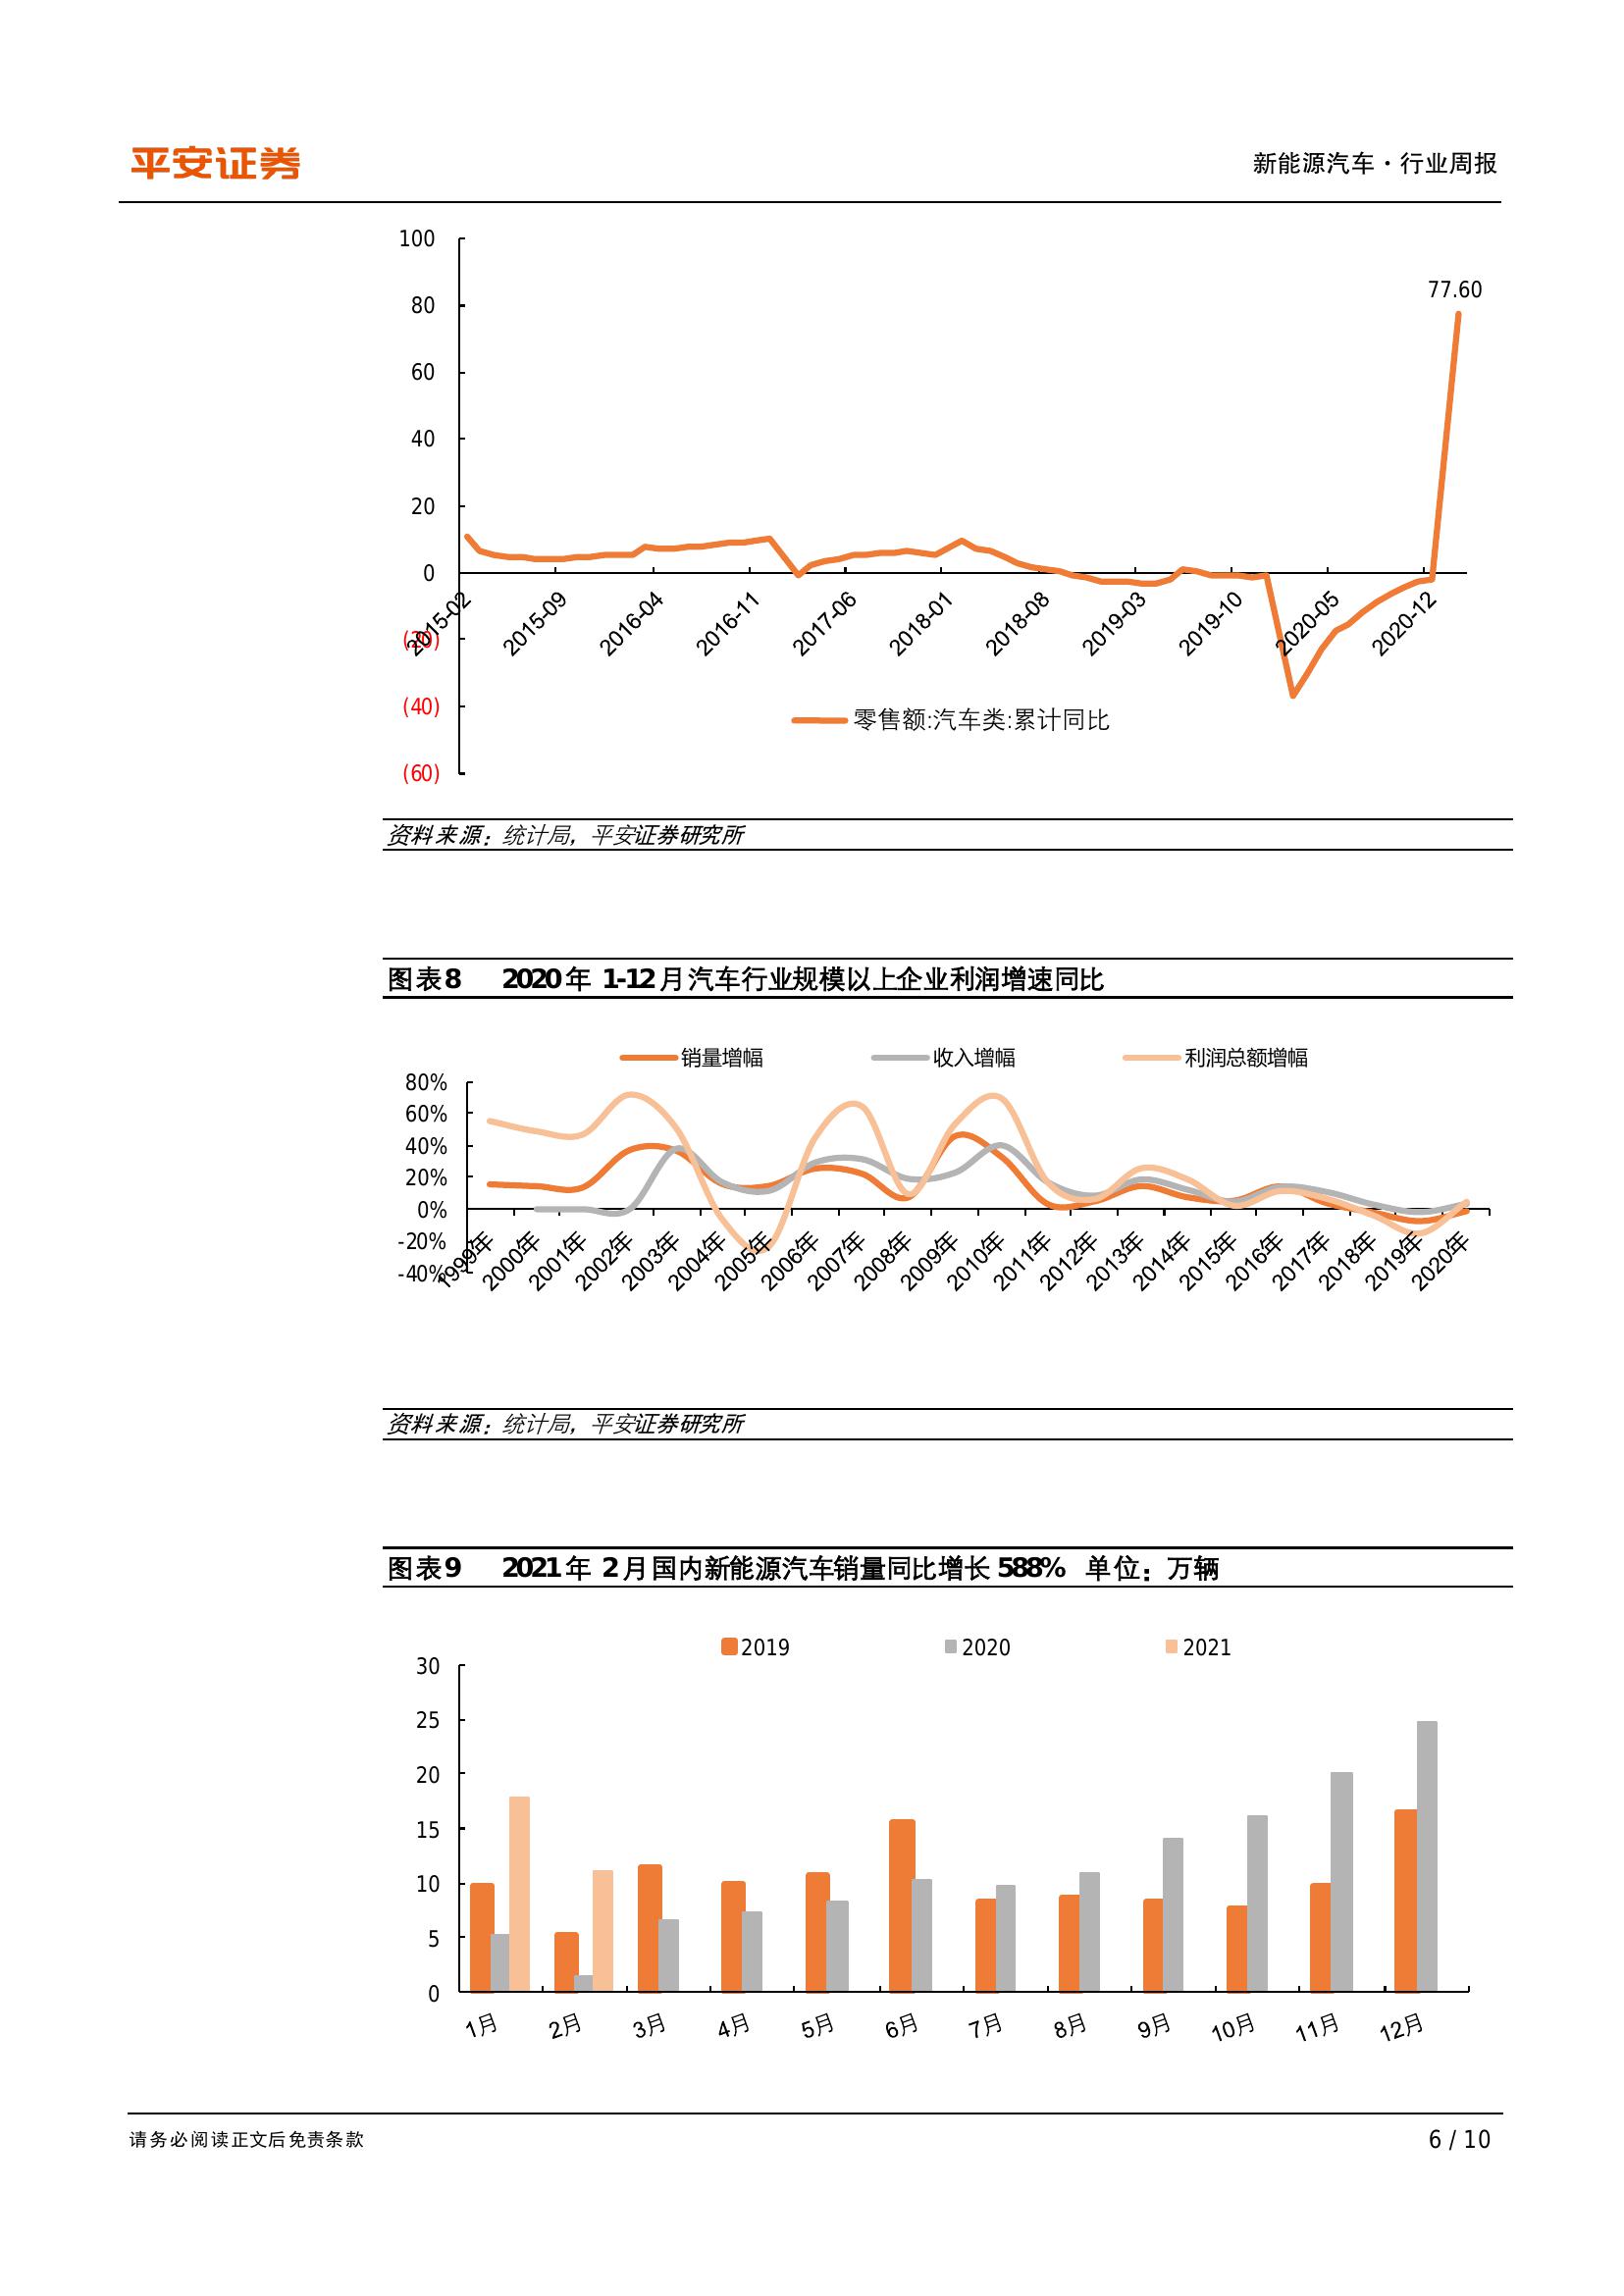 平安证券
新能源汽车·行业周报
100
77.60
80
60
40
20
0
2015-02 2015-09 2016-04 2016-11 2017-06 2018-01 2018-08 2019-03 2019-10 2020-05 2020-12
(20)
(40)
零售额:汽车类:累计同比
(60)
资料来源:统计局,平安证券研究所
图表8 2020年 1-12月汽车行业规模以上企业利润增速同比
销量增幅 收入增幅 利润总额增幅
80%
60%
40%
20%
0%
-20%
-40%
1999年 2000年 2001年 2002年 2003年 2004年 2005年 2006年 2007年 2008年 2009年 2010年 2011年 2012年 2013年 2014年 2015年 2016年 2017年 2018年 2019年 2020年
资料来源:统计局,平安证券研究所
图表9 2021年 2月国内新能源汽车销量同比增长588% 单位:万辆
2019 2020 2021
30
25
20
15
10
5
0
1月 2月 3月 4月 5月 6月 7月 8月 9月 10月 11月 12月
请务必阅读正文后免责条款
6 / 10